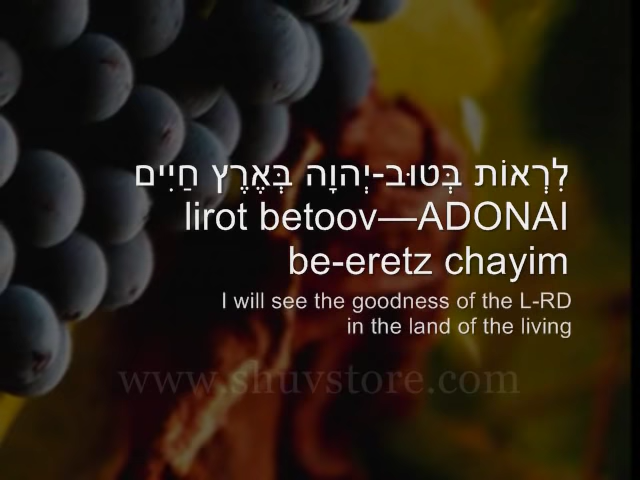 לִרְאוֹת בְּטוּב-יְהוָה בְּאֶרֶץ חַיִּים
lirot betoov—ADONAI
be-eretz chayim
I will see the goodness of the L-RD
in the land of the living
www.shuvstore.com